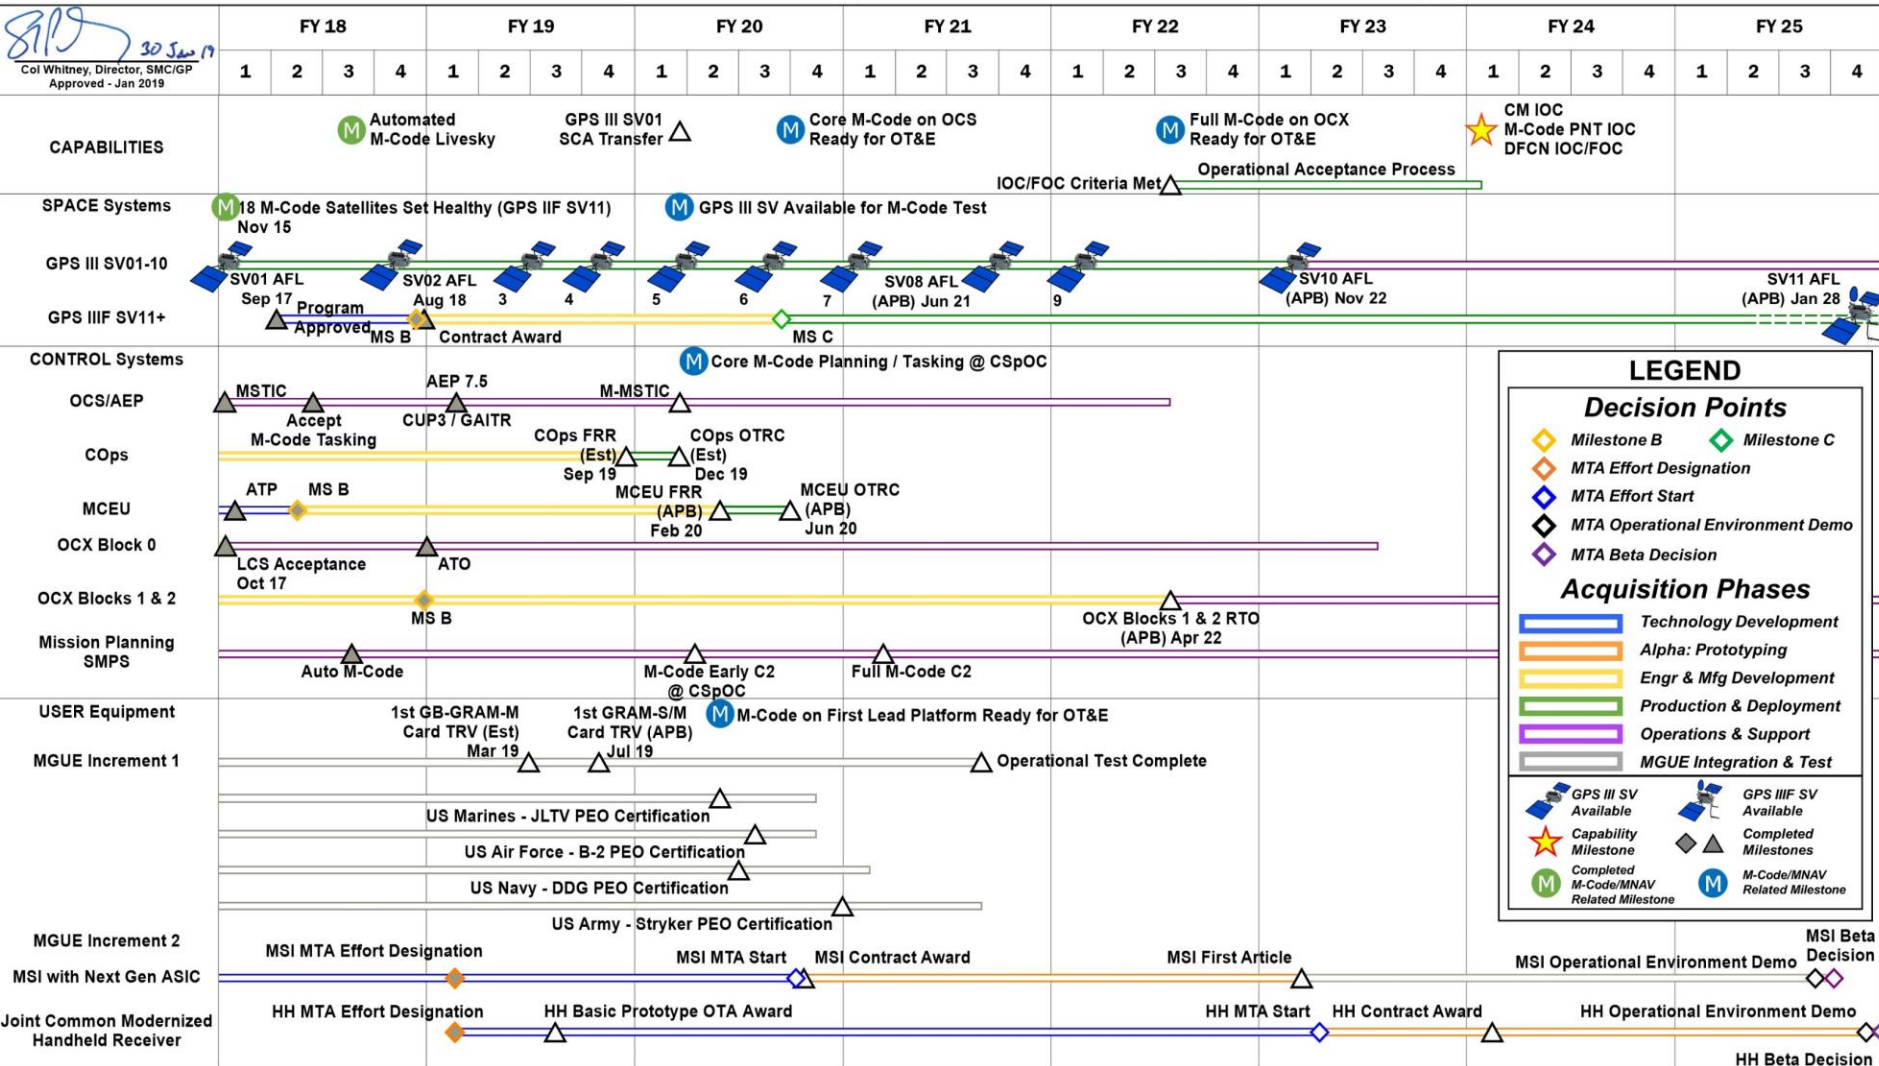 FY 18 FY 19 FY 20 FY 21 FY 22 FY 23 FY 24 FY 25
30 Jan 19
Col Whitney, Director, SMC/GP
Approved - Jan 2019
1 2 3 4 1 2 3 4 1 2 3 4 1 2 3 4 1 2 3 4 1 2 3 4 1 2 3 4 1 2 3 4
CAPABILITIES
M Automated
M-Code Livesky
GPS III SV01
SCA Transfer
M Core M-Code on OCS
Ready for OT&E
M Full M-Code on OCX
Ready for OT&E
CM IOC
M-Code PNT IOC
DFCN IOC/FOC
IOC/FOC Criteria Met
Operational Acceptance Process
SPACE Systems
M 18 M-Code Satellites Set Healthy (GPS IIF SV11)
Nov 15
M GPS III SV Available for M-Code Test
GPS III SV01-10
SV01 AFL
Sep 17
SV02 AFL
Aug 18
3
4
5
6
7
SV08 AFL
(APB) Jun 21
9
SV10 AFL
(APB) Nov 22
SV11 AFL
(APB) Jan 28
GPS IIIF SV11+
Program
Approved
MS B
Contract Award
MS C
CONTROL Systems
M Core M-Code Planning / Tasking @ CSpOC
OCS/AEP
MSTIC
Accept
M-Code Tasking
AEP 7.5
CUP3 / GAITR
M-MSTIC
COps
COps FRR
(Est)
Sep 19
COps OTRC
(Est)
Dec 19
MCEU
ATP
MS B
MCEU FRR
(APB)
Feb 20
MCEU OTRC
(APB)
Jun 20
OCX Block 0
LCS Acceptance
Oct 17
ATO
OCX Blocks 1 & 2
MS B
OCX Blocks 1 & 2 RTO
(APB) Apr 22
Mission Planning
SMPS
Auto M-Code
M-Code Early C2
@ CSpOC
Full M-Code C2
USER Equipment
M M-Code on First Lead Platform Ready for OT&E
MGUE Increment 1
1st GB-GRAM-M
Card TRV (Est)
Mar 19
1st GRAM-S/M
Card TRV (APB)
Jul 19
Operational Test Complete
US Marines - JLTV PEO Certification
US Air Force - B-2 PEO Certification
US Navy - DDG PEO Certification
US Army - Stryker PEO Certification
MGUE Increment 2
MSI with Next Gen ASIC
MSI MTA Effort Designation
MSI MTA Start
MSI Contract Award
MSI First Article
MSI Operational Environment Demo
MSI Beta
Decision
Joint Common Modernized
Handheld Receiver
HH MTA Effort Designation
HH Basic Prototype OTA Award
HH MTA Start
HH Contract Award
HH Operational Environment Demo
HH Beta Decision
LEGEND
Decision Points
Milestone B
Milestone C
MTA Effort Designation
MTA Effort Start
MTA Operational Environment Demo
MTA Beta Decision
Acquisition Phases
Technology Development
Alpha: Prototyping
Engr & Mfg Development
Production & Deployment
Operations & Support
MGUE Integration & Test
GPS III SV
Available
GPS IIIF SV
Available
Capability
Milestone
Completed
Milestones
M Completed
M-Code/MNAV
Related Milestone
M M-Code/MNAV
Related Milestone